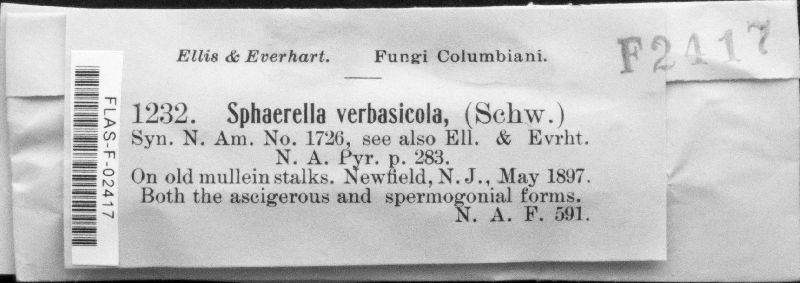 Ellis & Everhart. Fungi Columbiani.
F2417
1232. Sphaerella verbasicola, (Schw.)
Syn. N. Am. No. 1726, see also Ell. & Evrht.
N. A. Pyr. p. 283.
On old mullein stalks. Newfield, N. J., May 1897.
Both the ascigerous and spermogonial forms.
N. A. F. 591.
FLAS-F-02417